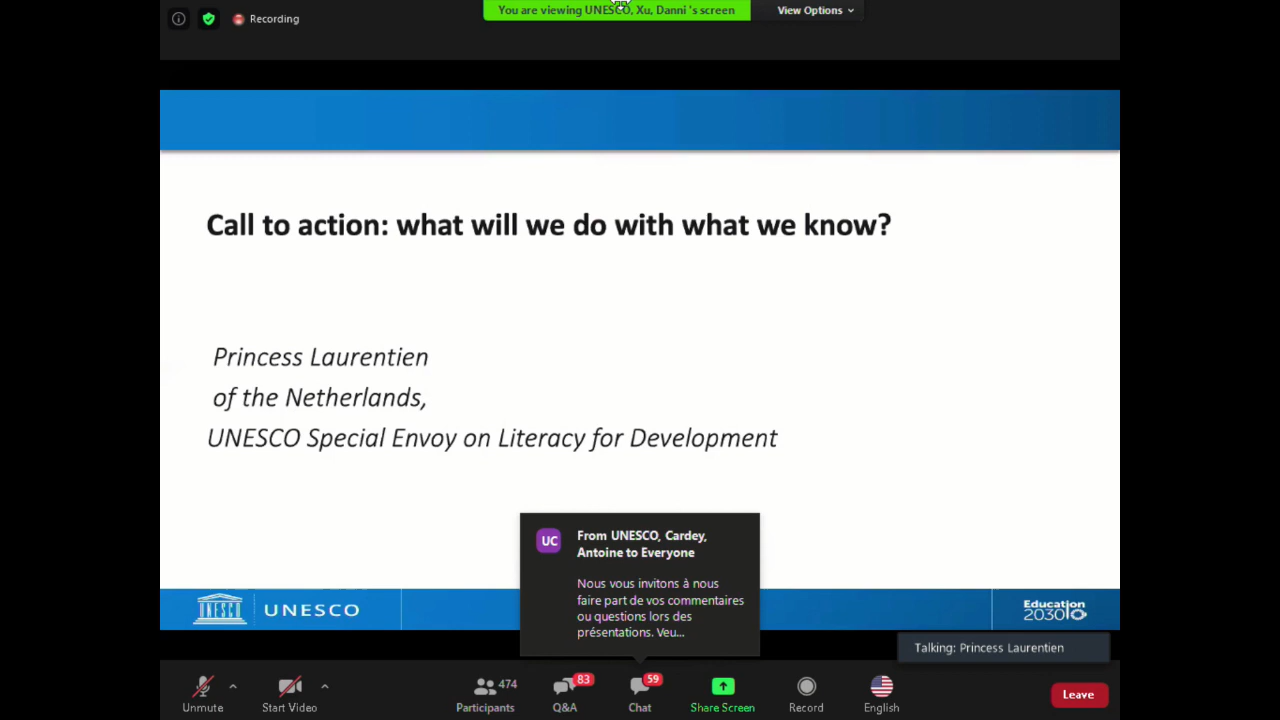 Recording
You are viewing UNESCO, Xu, Danni 's screen
View Options
Call to action: what will we do with what we know?
Princess Laurentien
of the Netherlands,
UNESCO Special Envoy on Literacy for Development
UC
From UNESCO, Cardey,
Antoine to Everyone
Nous vous invitons à nous
faire part de vos commentaires
ou questions lors des
présentations. Veu...
UNESCO
UNESCO
Education
2030
Talking: Princess Laurentien
Unmute
Start Video
474
Participants
83
Q&A
59
Chat
Share Screen
Record
English
Leave